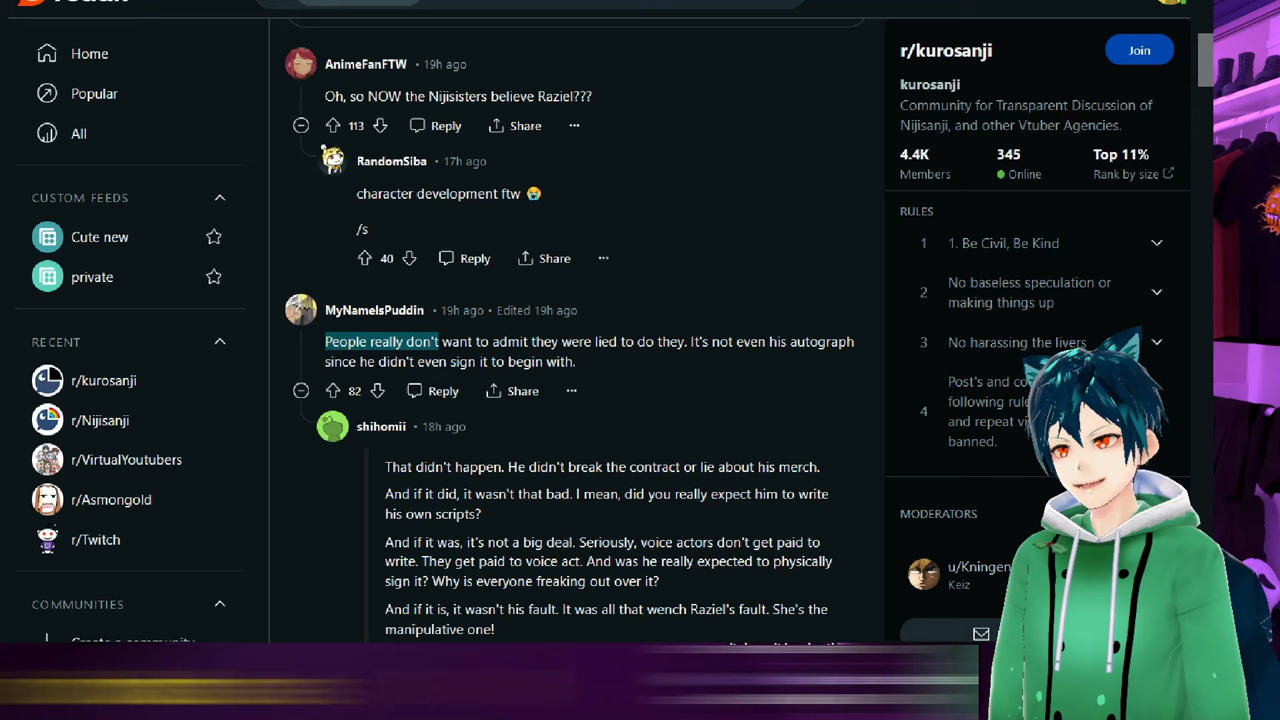 Home
Popular
All
CUSTOM FEEDS
Cute new
private
RECENT
r/kurosanji
r/Nijisanji
r/VirtualYoutubers
r/Asmongold
r/Twitch
COMMUNITIES
AnimeFanFTW • 19h ago
Oh, so NOW the Nijisisters believe Raziel???
113 Reply Share ...
RandomSiba • 17h ago
character development ftw 😭
/s
40 Reply Share ...
MyNameIsPuddin • 19h ago • Edited 19h ago
People really don't want to admit they were lied to do they. It's not even his autograph
since he didn't even sign it to begin with.
82 Reply Share ...
shihomii • 18h ago
That didn't happen. He didn't break the contract or lie about his merch.
And if it did, it wasn't that bad. I mean, did you really expect him to write
his own scripts?
And if it was, it's not a big deal. Seriously, voice actors don't get paid to
write. They get paid to voice act. And was he really expected to physically
sign it? Why is everyone freaking out over it?
And if it is, it wasn't his fault. It was all that wench Raziel's fault. She's the
manipulative one!
r/kurosanji
Join
kurosanji
Community for Transparent Discussion of
Nijisanji, and other Vtuber Agencies.
4.4K 345 Top 11%
Members Online Rank by size
RULES
1 1. Be Civil, Be Kind
2 No baseless speculation or
making things up
3 No harassing the livers
4 Post's and co
following rule
and repeat vi
banned.
MODERATORS
u/Kningen
Keiz